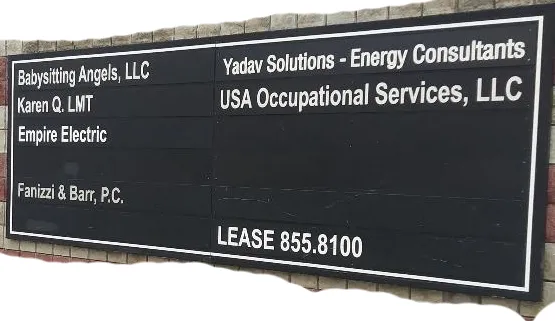 Babysitting Angels, LLC
Karen Q. LMT
Empire Electric
Fanizzi & Barr, P.C.
Yadav Solutions - Energy Consultants
USA Occupational Services, LLC
LEASE 855.8100